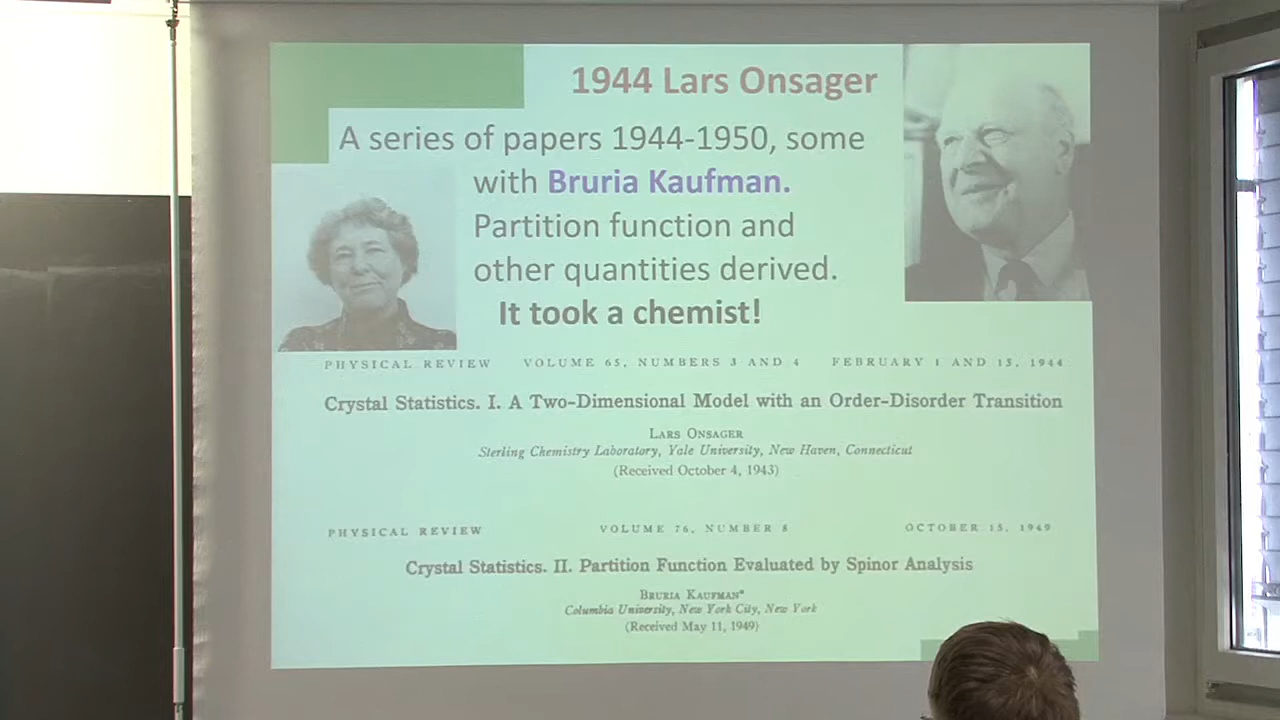 1944 Lars Onsager
A series of papers 1944-1950, some
with Bruria Kaufman.
Partition function and
other quantities derived.
It took a chemist!
PHYSICAL REVIEW VOLUME 65, NUMBERS 3 AND 4 FEBRUARY 1 AND 15, 1944
Crystal Statistics. I. A Two-Dimensional Model with an Order-Disorder Transition
LARS ONSAGER
Sterling Chemistry Laboratory, Yale University, New Haven, Connecticut
(Received October 4, 1943)
PHYSICAL REVIEW VOLUME 76, NUMBER 8 OCTOBER 15, 1949
Crystal Statistics. II. Partition Function Evaluated by Spinor Analysis
BRURIA KAUFMAN*
Columbia University, New York City, New York
(Received May 11, 1949)